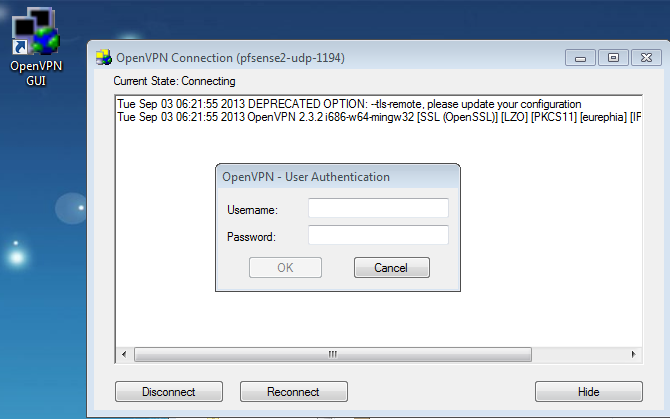 OpenVPN
GUI
OpenVPN Connection (pfsense2-udp-1194)
Current State: Connecting
Tue Sep 03 06:21:55 2013 DEPRECATED OPTION: --tls-remote, please update your configuration
Tue Sep 03 06:21:55 2013 OpenVPN 2.3.2 i686-w64-mingw32 [SSL (OpenSSL)] [LZO] [PKCS11] [eurephia] [IF
OpenVPN - User Authentication
Username:
Password:
OK Cancel
Disconnect Reconnect Hide